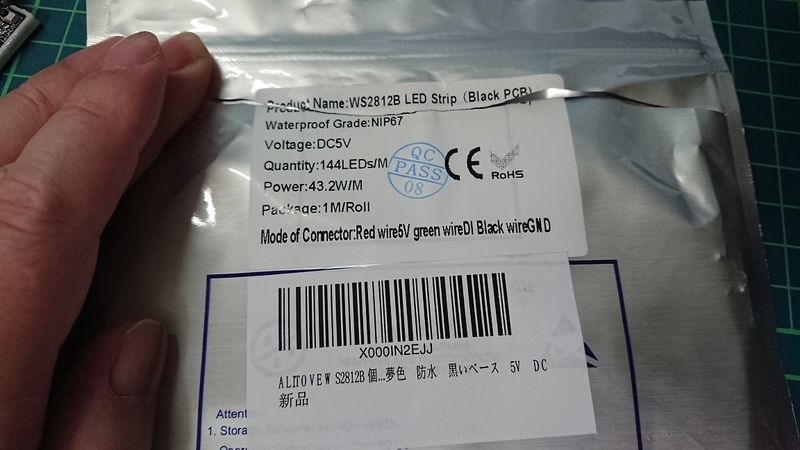 Product Name:WS2812B LED Strip (Black PCB)
Waterproof Grade:NIP67
Voltage:DC5V
Quantity:144LEDs/M
Power:43.2W/M
Package:1M/Roll
QC
PASS
08
CE
RoHS
Mode of Connector:Red wire5V green wireDI Black wireGND
X000IN2EJJ
ALITOVE WS2812B 個...夢色 防水 黒いベース 5V DC
新品
Attent
1. Storag